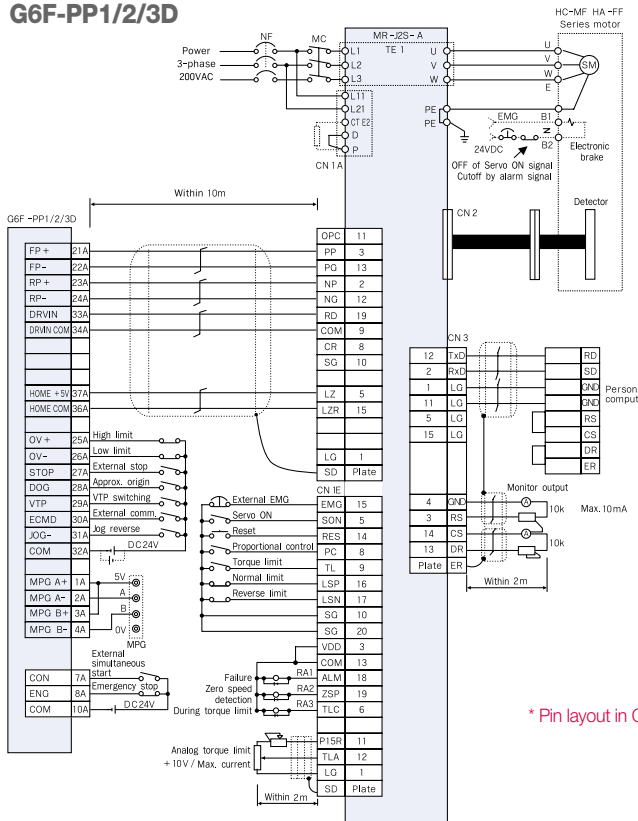 G6F-PP1/2/3D
HC-MF HA-FF
Series motor
NF
MC
MR-J2S-A
TE 1
Power
3-phase
200VAC
L1
L2
L3
U
V
W
U
V
W
E
SM
L11
L21
CT E2
D
P
CN 1A
PE
PE
EMG
B1
B2
24VDC
Electronic
brake
OFF of Servo ON signal
Cutoff by alarm signal
Within 10m
Detector
CN 2
G6F -PP1/2/3D
FP + 21A
FP- 22A
RP + 23A
RP- 24A
DRVIN 33A
DRVIN COM 34A
HOME +5V 37A
HOME COM 36A
OV + 25A High limit
OV- 26A Low limit
STOP 27A External stop
DOG 28A Approx. origin
VTP 29A VTP switching
ECMD 30A External comm.
JOG- 31A Jog reverse
COM 32A DC24V
MPG A+ 1A 5V
MPG A- 2A A
MPG B+ 3A B
MPG B- 4A 0V
MPG
External
simultaneous
start
CON 7A
Emergency stop
ENG 8A
COM 10A DC24V
OPC 11
PP 3
PG 13
NP 2
NG 12
RD 19
COM 9
CR 8
SG 10
LZ 5
LZR 15
LG 1
SD Plate
CN 1E
External EMG EMG 15
Servo ON SON 5
Reset RES 14
Proportional control PC 8
Torque limit TL 9
Normal limit LSP 16
Reverse limit LSN 17
SG 10
SG 20
VDD 3
COM 13
Failure RA1 ALM 18
Zero speed
detection RA2 ZSP 19
During torque limit RA3 TLC 6
P15R 11
Analog torque limit
+10V / Max. current
TLA 12
LG 1
SD Plate
Within 2m
CN 3
12 TxD RD
2 RxD SD
1 LG GND
11 LG GND
5 LG RS
15 LG CS
DR
ER
Person
comput
Monitor output
4 GND A 10k
3 RS
14 CS A 10k
13 DR
Plate ER
Max. 10mA
Within 2m
* Pin layout in C